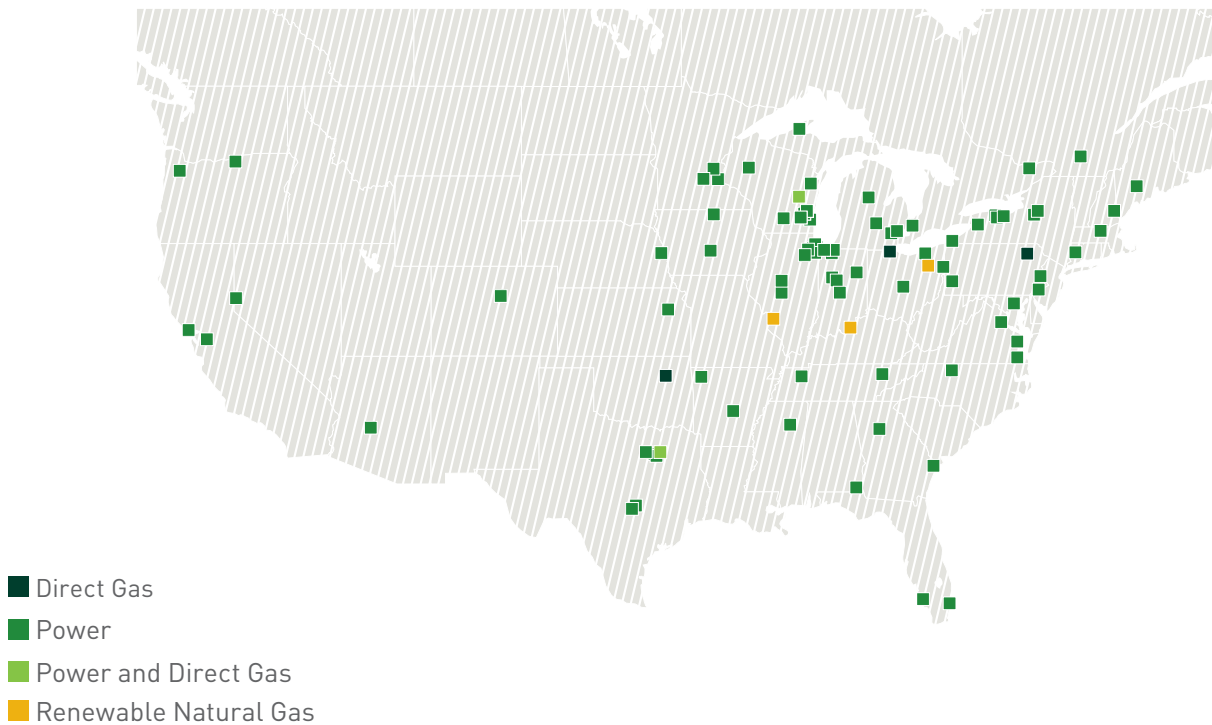 Direct Gas
Power
Power and Direct Gas
Renewable Natural Gas